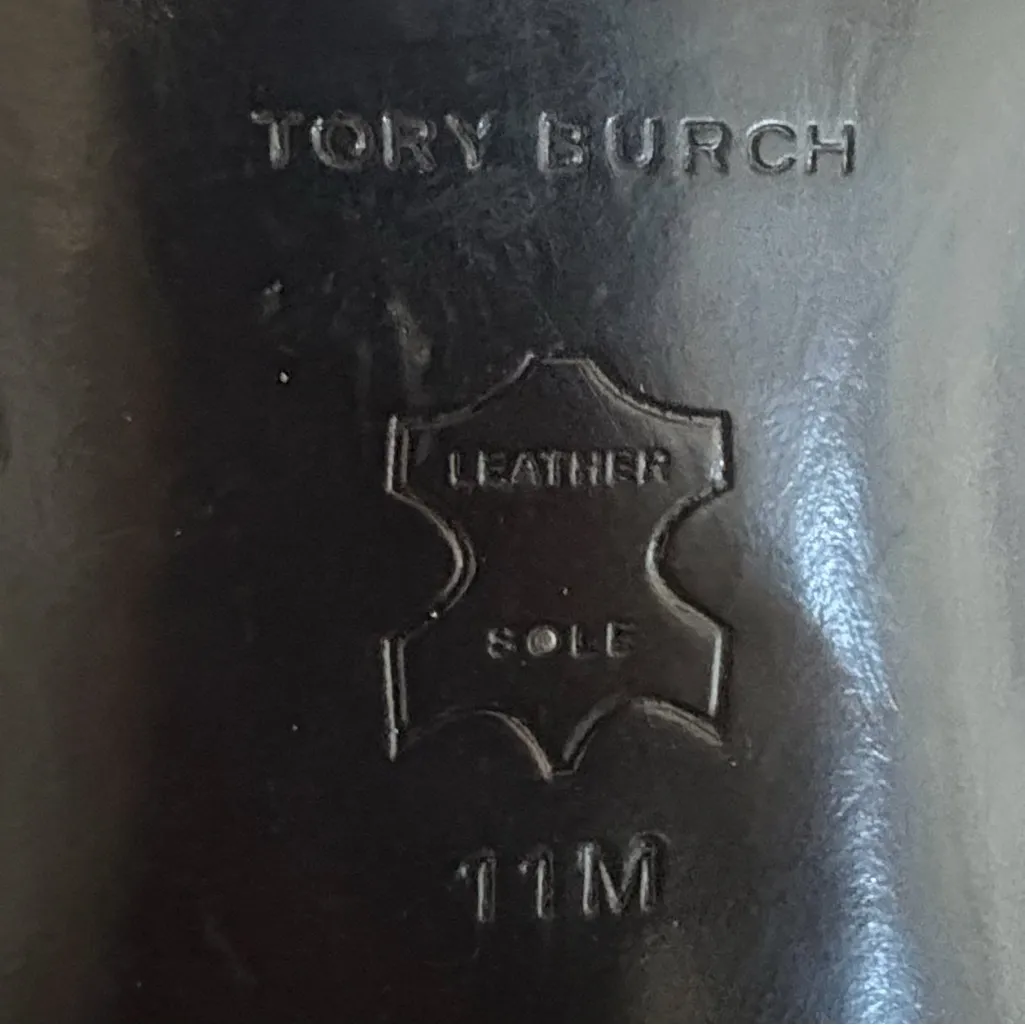 TORY BURCH
LEATHER
SOLE
11M